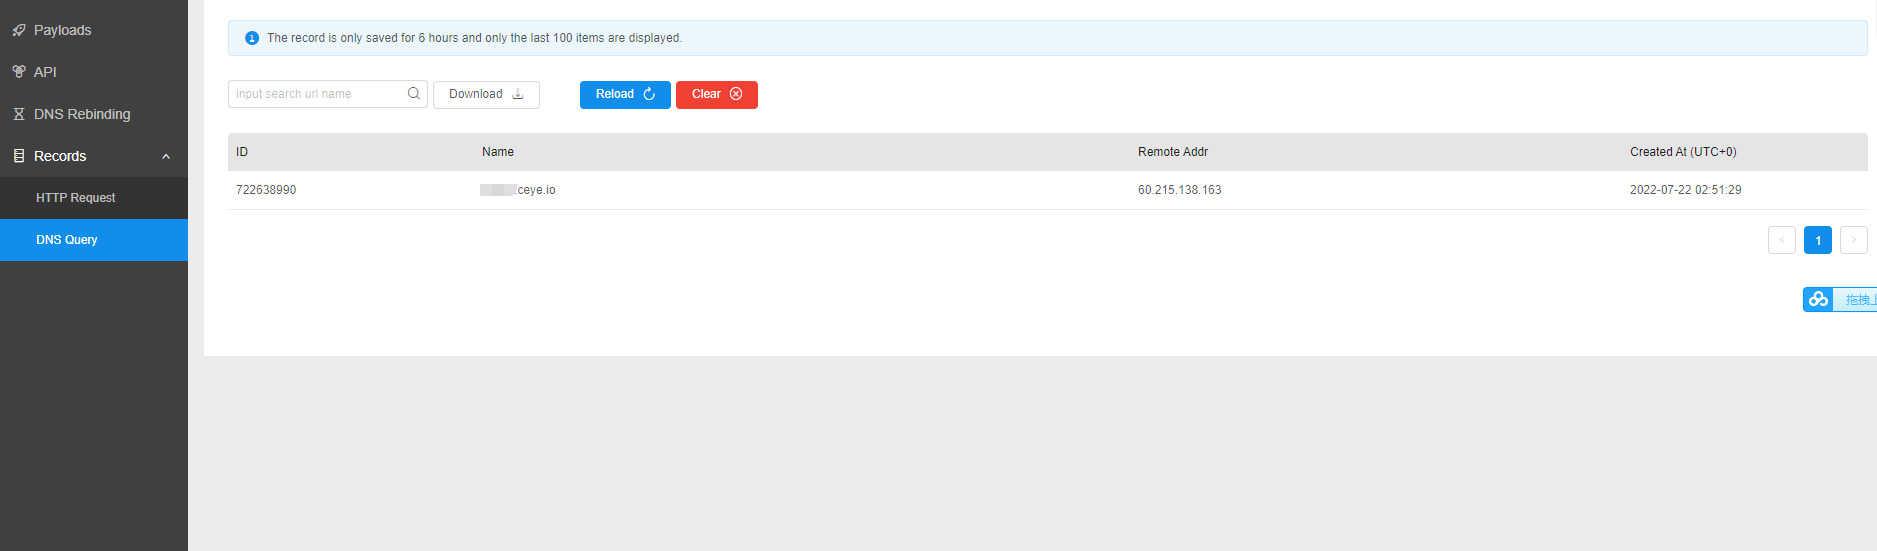 Payloads
API
DNS Rebinding
Records
HTTP Request
DNS Query
The record is only saved for 6 hours and only the last 100 items are displayed.
input search url name
Download
Reload
Clear
ID Name Remote Addr Created At (UTC+0)
722638990 .ceye.io 60.215.138.163 2022-07-22 02:51:29
< 1 >
拖拽上